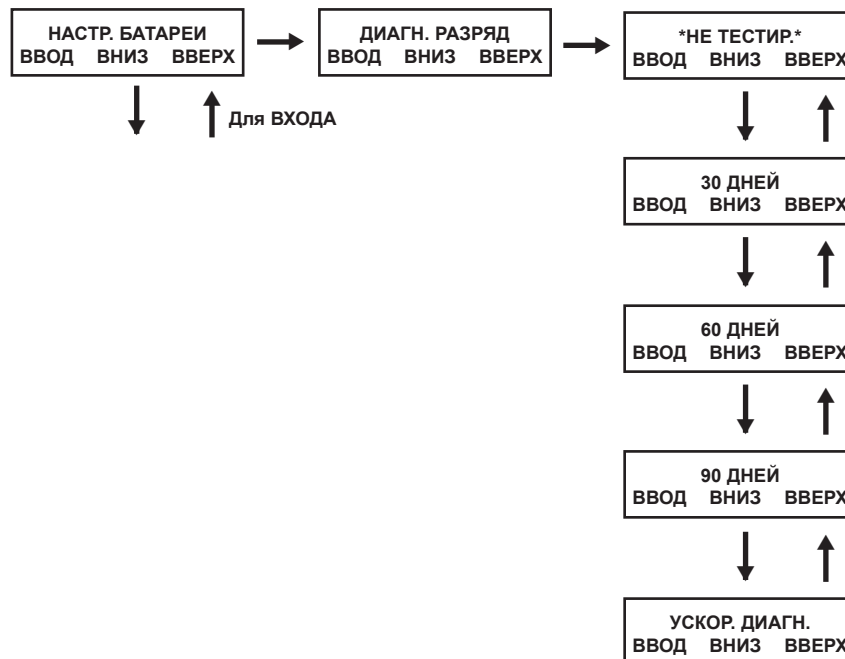 НАСТР. БАТАРЕИ
ВВОД ВНИЗ ВВЕРХ
ДИАГН. РАЗРЯД
ВВОД ВНИЗ ВВЕРХ
*НЕ ТЕСТИР.*
ВВОД ВНИЗ ВВЕРХ
Для ВХОДА
30 ДНЕЙ
ВВОД ВНИЗ ВВЕРХ
60 ДНЕЙ
ВВОД ВНИЗ ВВЕРХ
90 ДНЕЙ
ВВОД ВНИЗ ВВЕРХ
УСКОР. ДИАГН.
ВВОД ВНИЗ ВВЕРХ